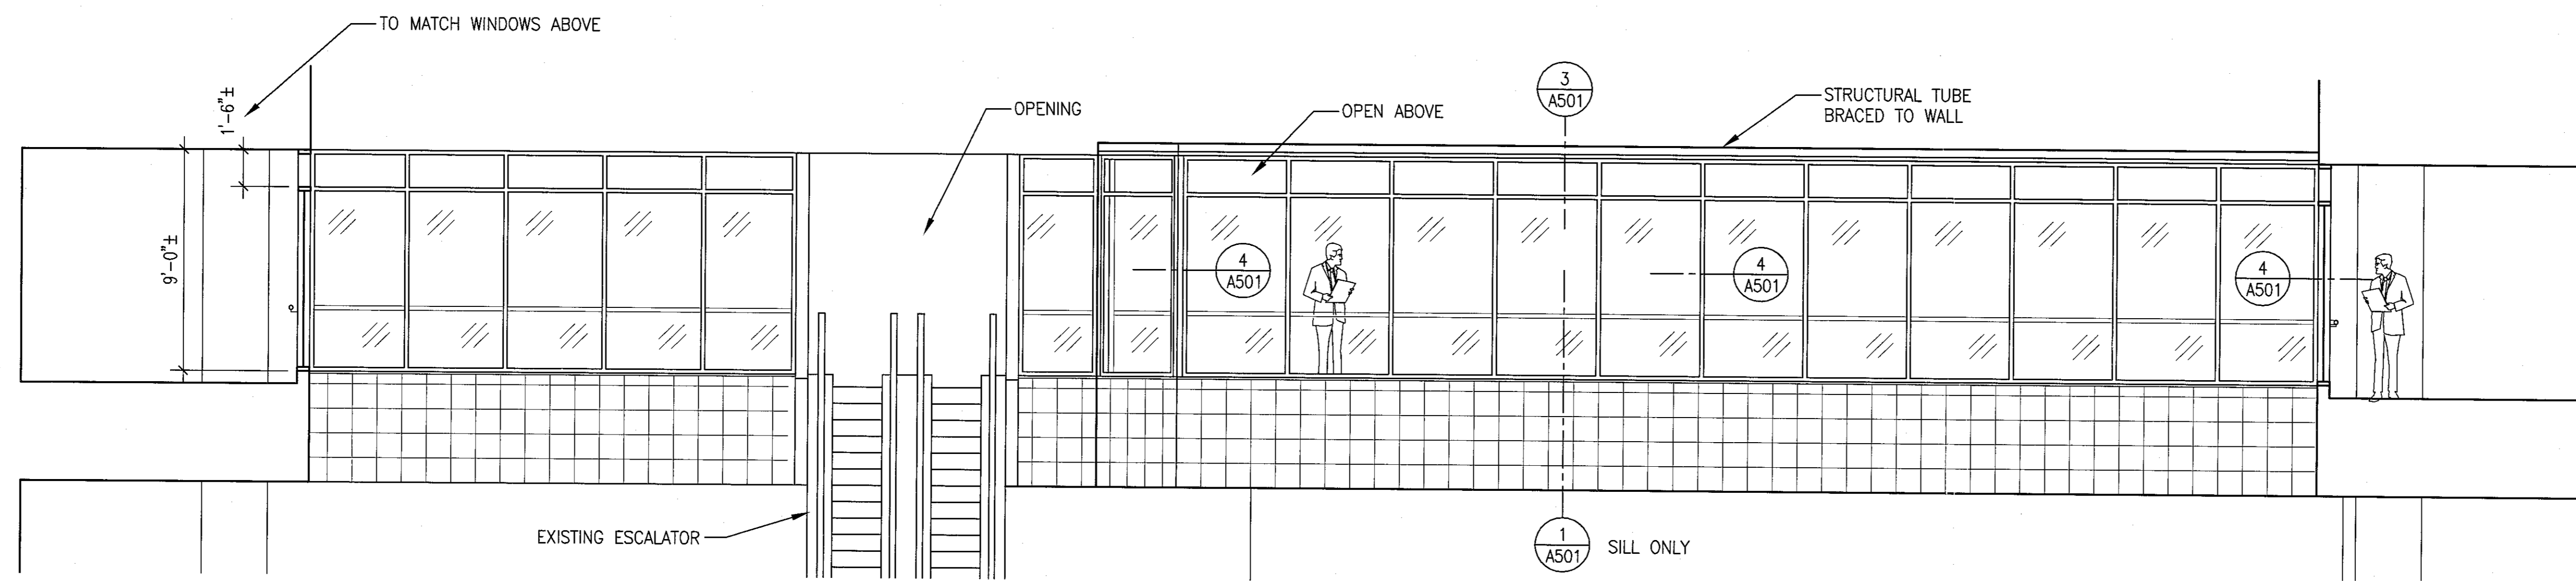 TO MATCH WINDOWS ABOVE
1'-6"±
9'-0"±
OPENING
OPEN ABOVE
3
A501
STRUCTURAL TUBE
BRACED TO WALL
4
A501
4
A501
4
A501
EXISTING ESCALATOR
1
A501
SILL ONLY